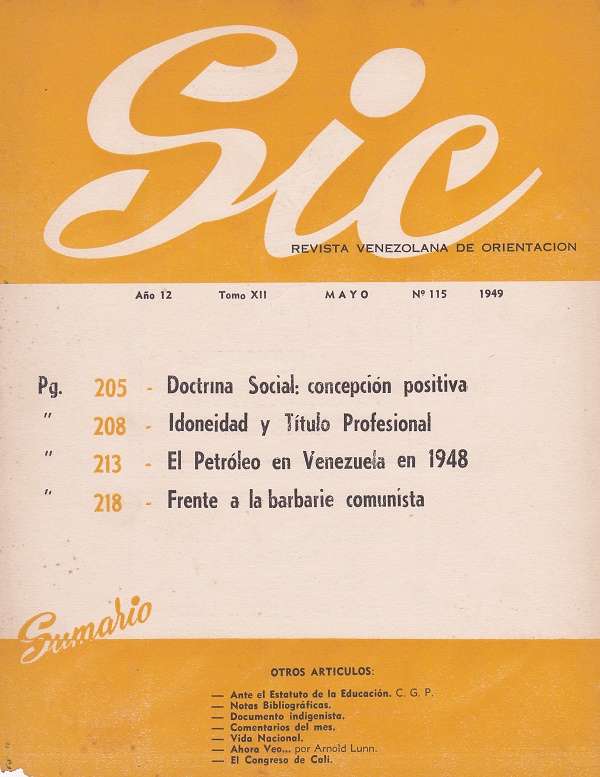 Sic
REVISTA VENEZOLANA DE ORIENTACION
Año 12 Tomo XII MAYO Nº 115 1949
Pg. 205 - Doctrina Social: concepción positiva
" 208 - Idoneidad y Título Profesional
" 213 - El Petróleo en Venezuela en 1948
" 218 - Frente a la barbarie comunista
Sumario
OTROS ARTICULOS:
— Ante el Estatuto de la Educación. C. G. P.
— Notas Bibliográficas.
— Documento indigenista.
— Comentarios del mes.
— Vida Nacional.
— Ahora Veo... por Arnold Lunn.
— El Congreso de Cali.